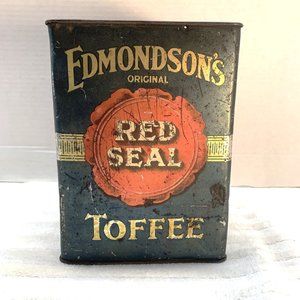 EDMONDSON'S
ORIGINAL
RED
SEAL
TOFFEE